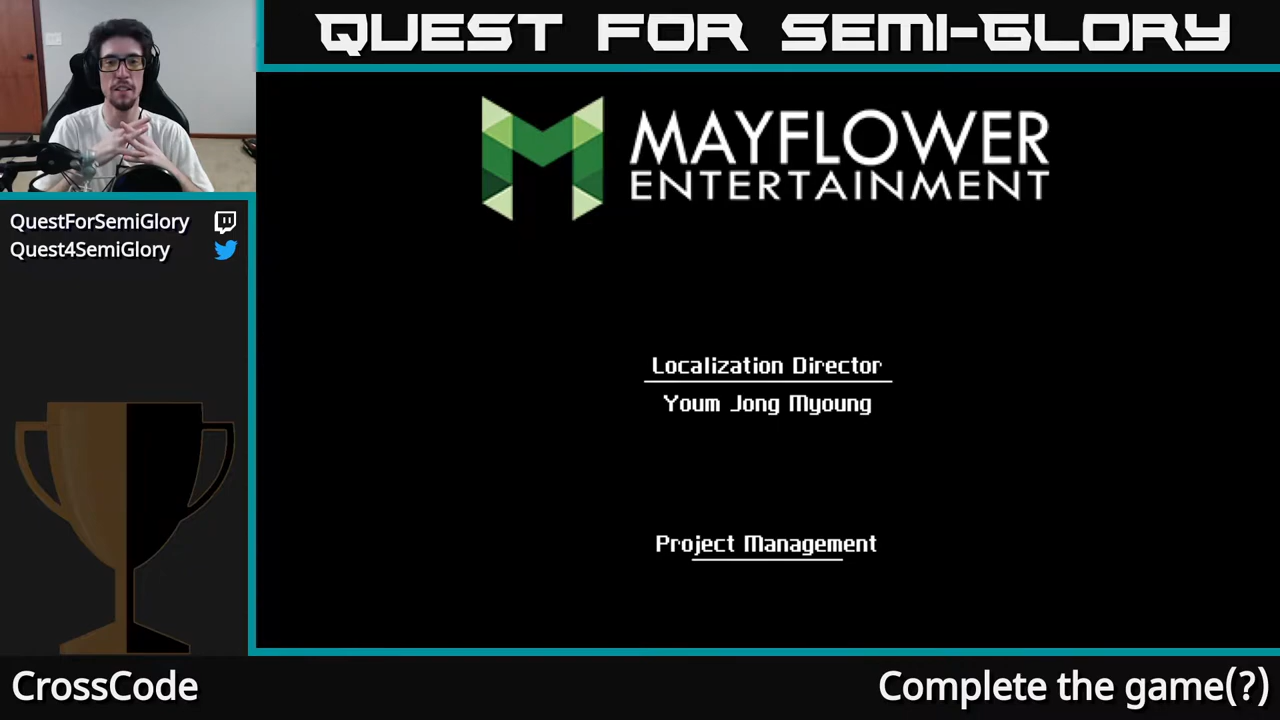 QUEST FOR SEMI-GLORY
MAYFLOWER
ENTERTAINMENT
QuestForSemiGlory
Quest4SemiGlory
Localization Director
Youm Jong Myoung
Project Management
CrossCode
Complete the game(?)